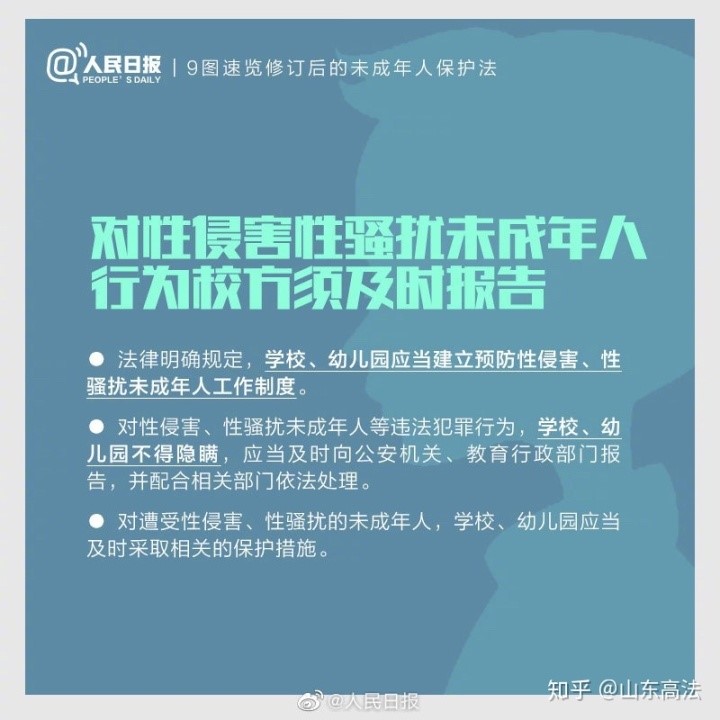 @人民日报
PEOPLE'S DAILY
| 9图速览修订后的未成年人保护法
对性侵害性骚扰未成年人
行为校方须及时报告
● 法律明确规定，学校、幼儿园应当建立预防性侵害、性
骚扰未成年人工作制度。
● 对性侵害、性骚扰未成年人等违法犯罪行为，学校、幼
儿园不得隐瞒，应当及时向公安机关、教育行政部门报
告，并配合相关部门依法处理。
● 对遭受性侵害、性骚扰的未成年人，学校、幼儿园应当
及时采取相关的保护措施。
@人民日报
知乎 @山东高法